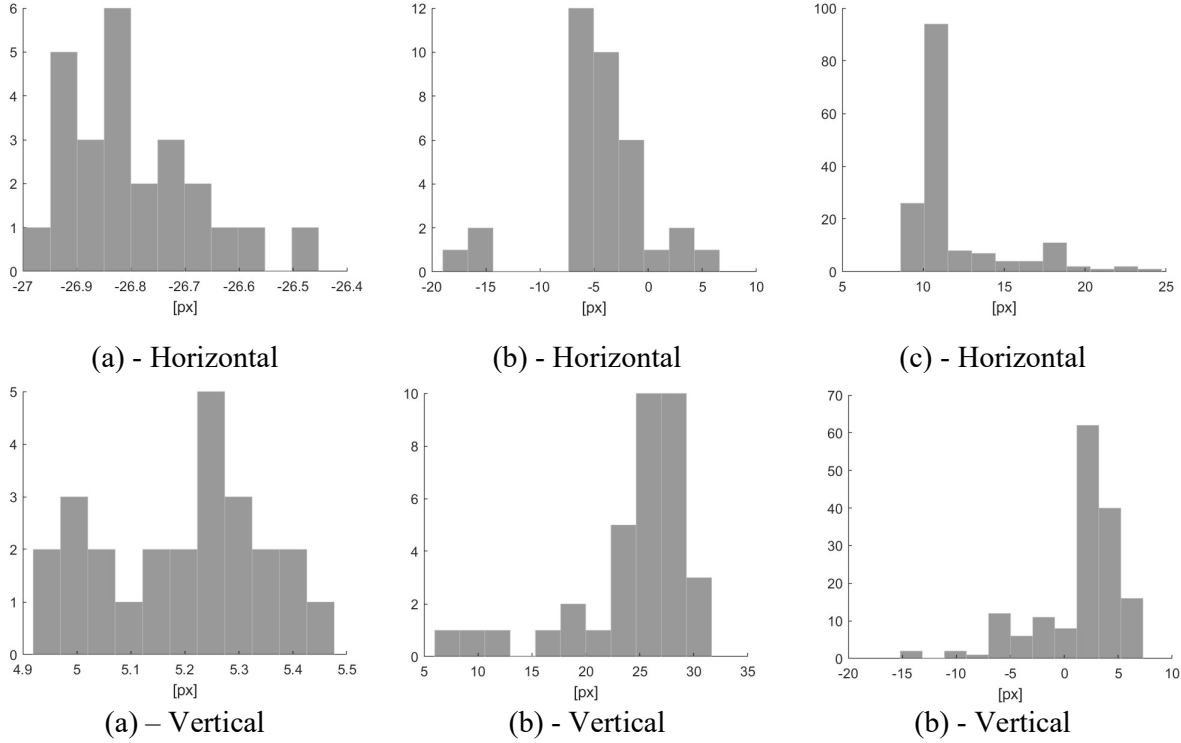 6
5
4
3
2
1
0
-27 -26.9 -26.8 -26.7 -26.6 -26.5 -26.4
[px]
(a) - Horizontal
12
10
8
6
4
2
0
-20 -15 -10 -5 0 5 10
[px]
(b) - Horizontal
100
80
60
40
20
0
5 10 15 20 25
[px]
(c) - Horizontal
5
4
3
2
1
0
4.9 5 5.1 5.2 5.3 5.4 5.5
[px]
(a) – Vertical
10
8
6
4
2
0
5 10 15 20 25 30 35
[px]
(b) - Vertical
70
60
50
40
30
20
10
0
-20 -15 -10 -5 0 5 10
[px]
(b) - Vertical